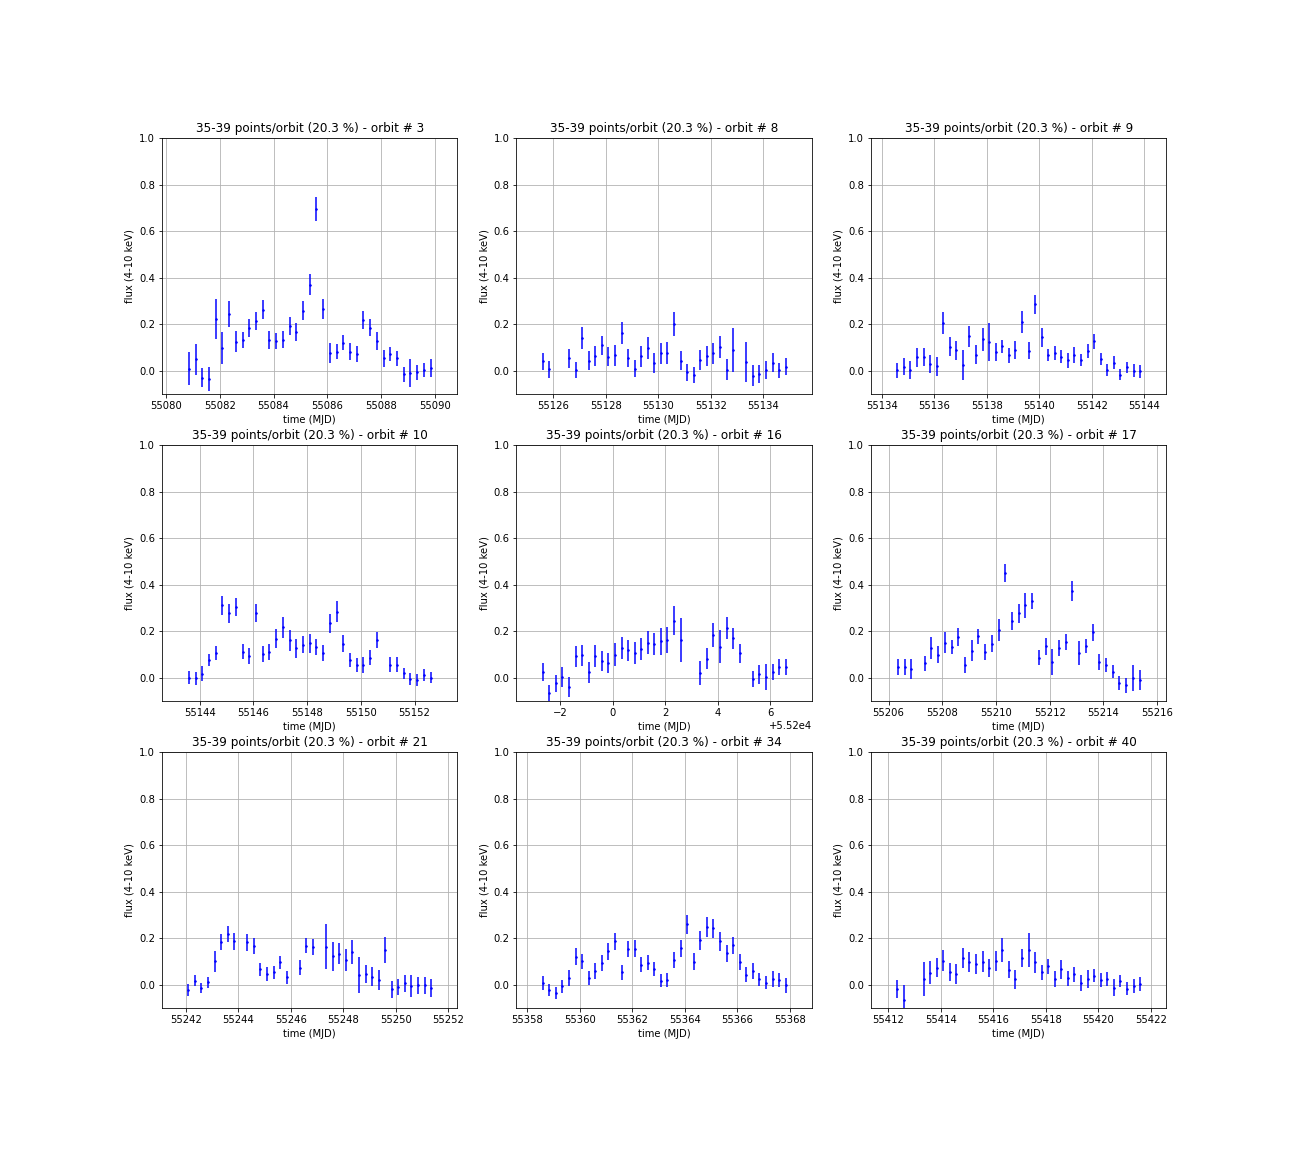 35-39 points/orbit (20.3 %) - orbit # 3
1.0
0.8
0.6
0.4
0.2
0.0
flux (4-10 keV)
55080 55082 55084 55086 55088 55090
time (MJD)
35-39 points/orbit (20.3 %) - orbit # 8
1.0
0.8
0.6
0.4
0.2
0.0
flux (4-10 keV)
55126 55128 55130 55132 55134
time (MJD)
35-39 points/orbit (20.3 %) - orbit # 9
1.0
0.8
0.6
0.4
0.2
0.0
flux (4-10 keV)
55134 55136 55138 55140 55142 55144
time (MJD)
35-39 points/orbit (20.3 %) - orbit # 10
1.0
0.8
0.6
0.4
0.2
0.0
flux (4-10 keV)
55144 55146 55148 55150 55152
time (MJD)
35-39 points/orbit (20.3 %) - orbit # 16
1.0
0.8
0.6
0.4
0.2
0.0
flux (4-10 keV)
−2 0 2 4 6
+5.52e4
time (MJD)
35-39 points/orbit (20.3 %) - orbit # 17
1.0
0.8
0.6
0.4
0.2
0.0
flux (4-10 keV)
55206 55208 55210 55212 55214 55216
time (MJD)
35-39 points/orbit (20.3 %) - orbit # 21
1.0
0.8
0.6
0.4
0.2
0.0
flux (4-10 keV)
55242 55244 55246 55248 55250 55252
time (MJD)
35-39 points/orbit (20.3 %) - orbit # 34
1.0
0.8
0.6
0.4
0.2
0.0
flux (4-10 keV)
55358 55360 55362 55364 55366 55368
time (MJD)
35-39 points/orbit (20.3 %) - orbit # 40
1.0
0.8
0.6
0.4
0.2
0.0
flux (4-10 keV)
55412 55414 55416 55418 55420 55422
time (MJD)